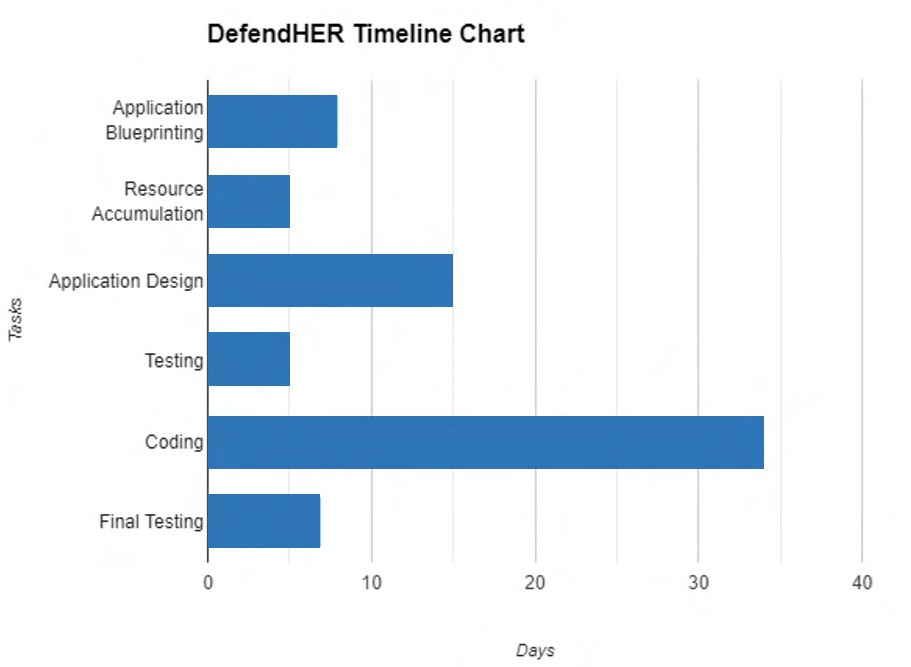 DefendHER Timeline Chart
Application
Blueprinting
Resource
Accumulation
Application Design
Testing
Coding
Final Testing
Tasks
0 10 20 30 40
Days